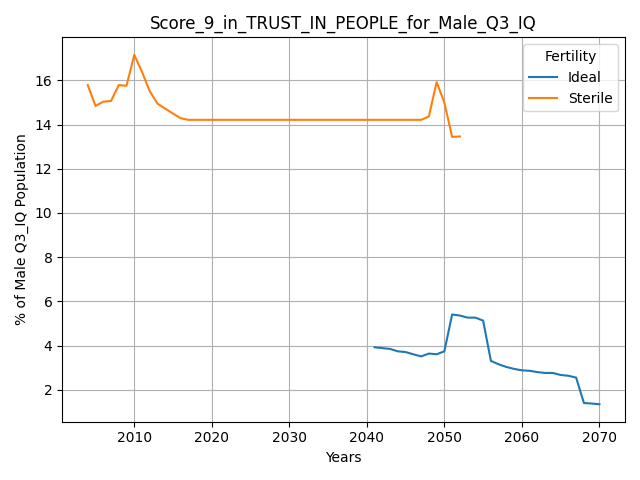 Score_9_in_TRUST_IN_PEOPLE_for_Male_Q3_IQ
Fertility
Ideal
Sterile
% of Male Q3_IQ Population
16
14
12
10
8
6
4
2
2010 2020 2030 2040 2050 2060 2070
Years